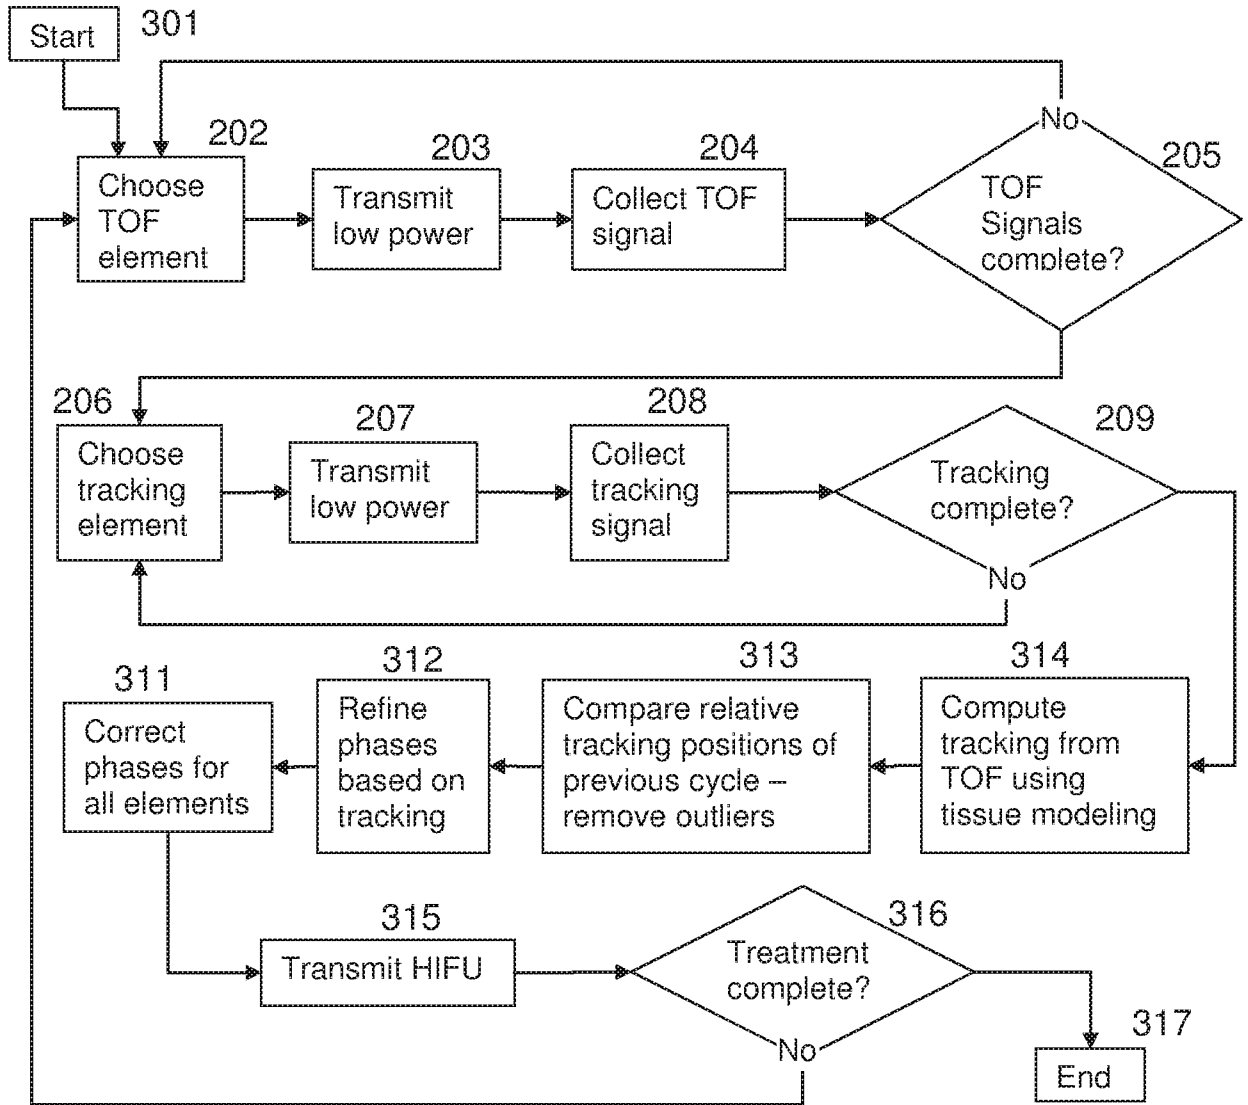 Start
301
202
Choose
TOF
element
203
Transmit
low power
204
Collect TOF
signal
No
205
TOF
Signals
complete?
206
Choose
tracking
element
207
Transmit
low power
208
Collect
tracking
signal
209
Tracking
complete?
No
311
Correct
phases for
all elements
312
Refine
phases
based on
tracking
313
Compare relative
tracking positions of
previous cycle –
remove outliers
314
Compute
tracking from
TOF using
tissue modeling
315
Transmit HIFU
316
Treatment
complete?
No
317
End